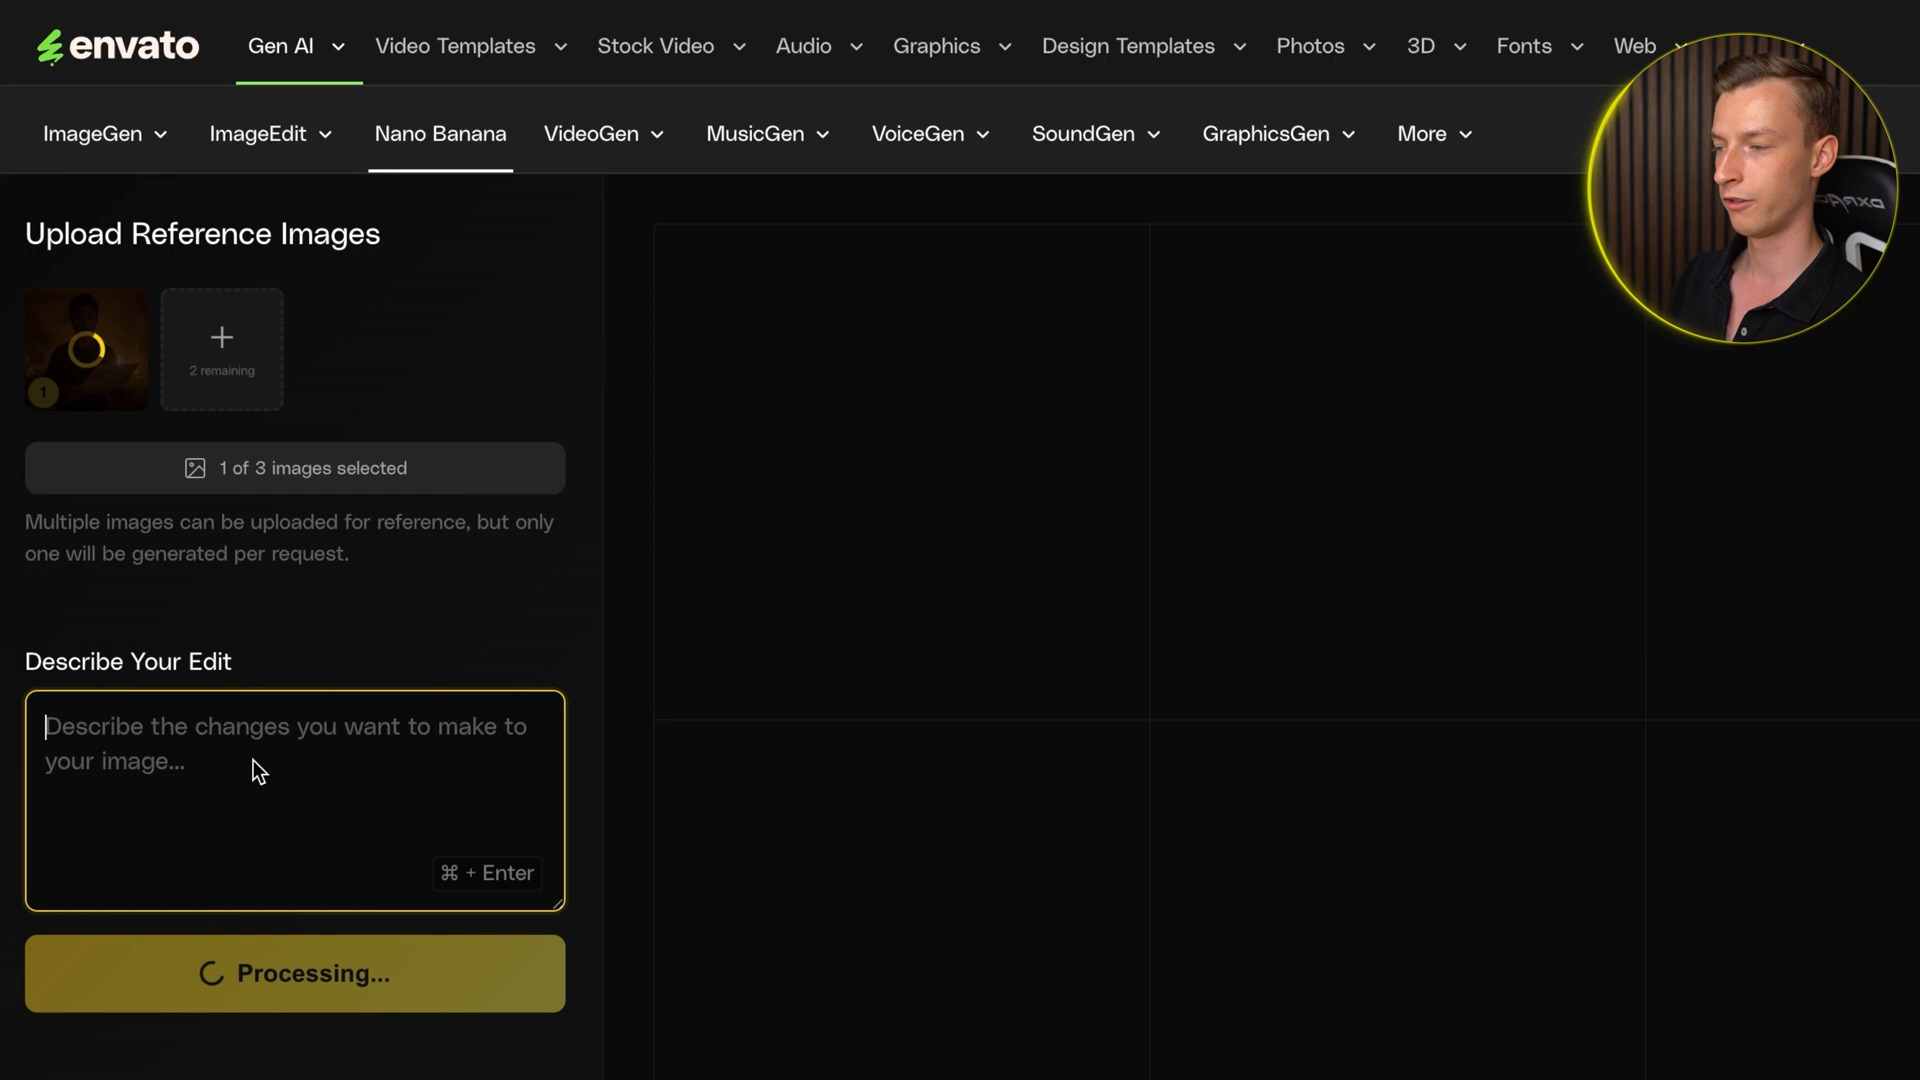 envato
Gen AI Video Templates Stock Video Audio Graphics Design Templates Photos 3D Fonts Web
ImageGen ImageEdit Nano Banana VideoGen MusicGen VoiceGen SoundGen GraphicsGen More
Upload Reference Images
1
2 remaining
1 of 3 images selected
Multiple images can be uploaded for reference, but only
one will be generated per request.
Describe Your Edit
Describe the changes you want to make to
your image...
⌘ + Enter
Processing...